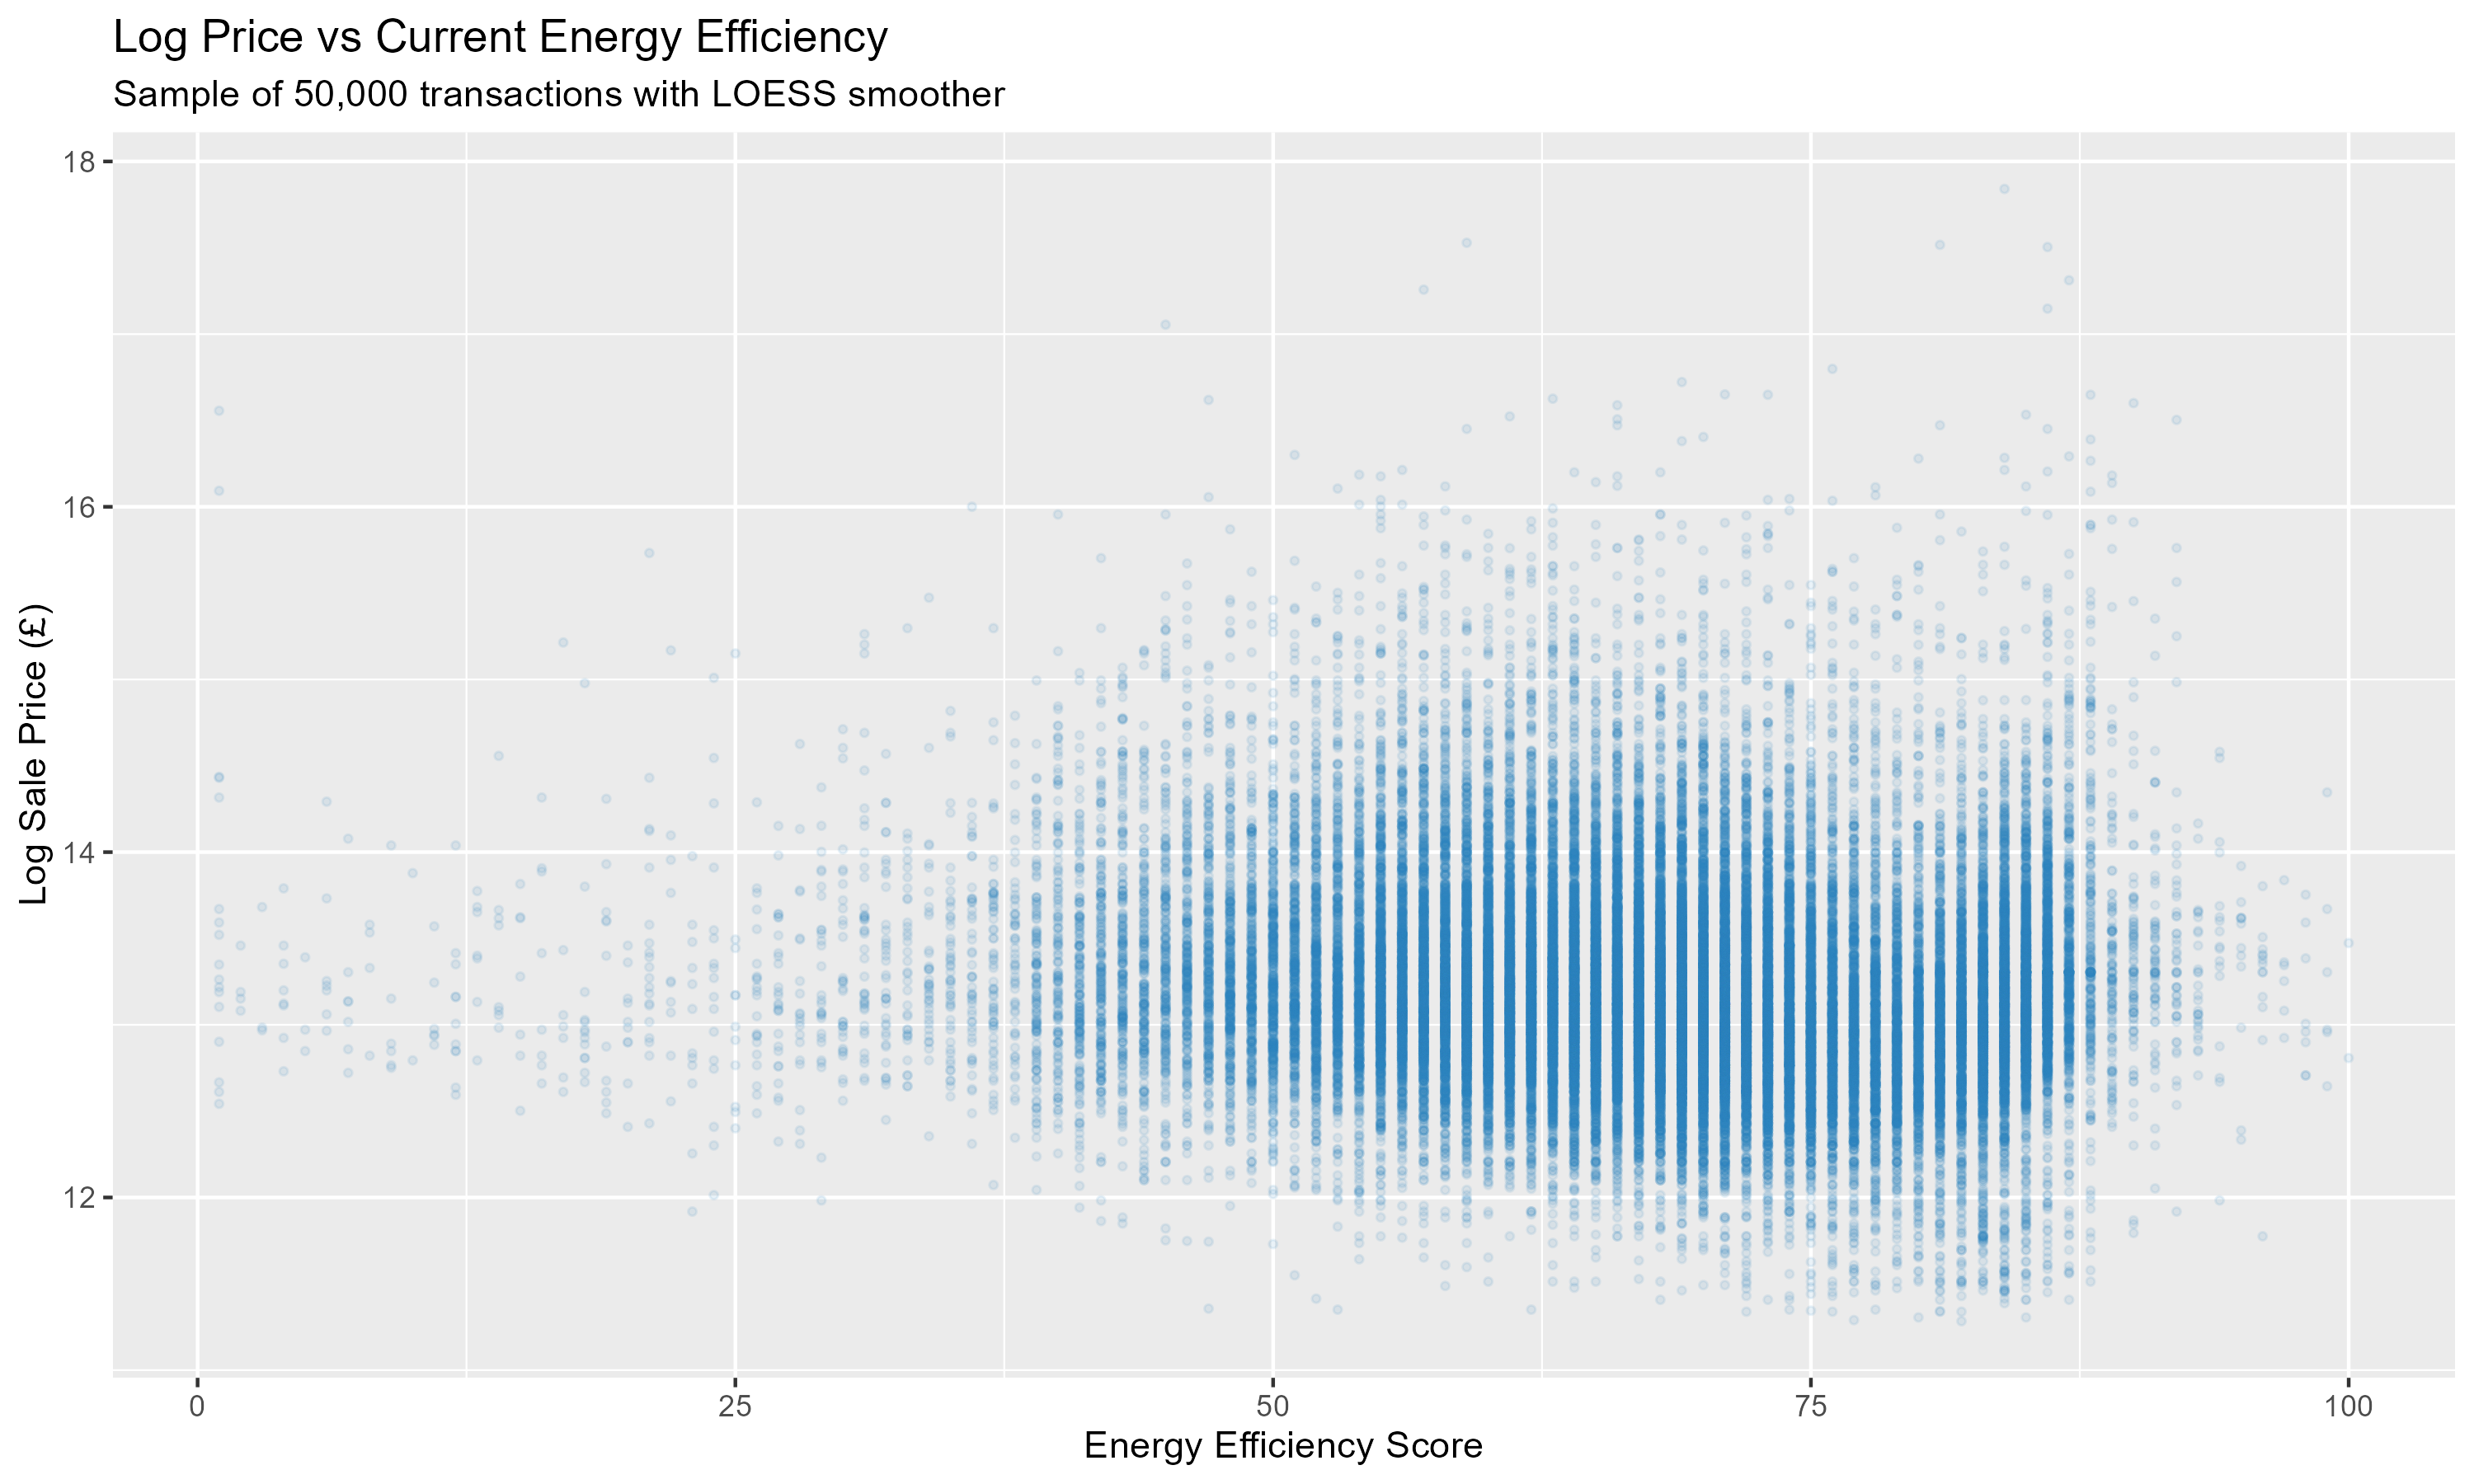 Log Price vs Current Energy Efficiency
Sample of 50,000 transactions with LOESS smoother
18
16
14
12
Log Sale Price (£)
0 25 50 75 100
Energy Efficiency Score